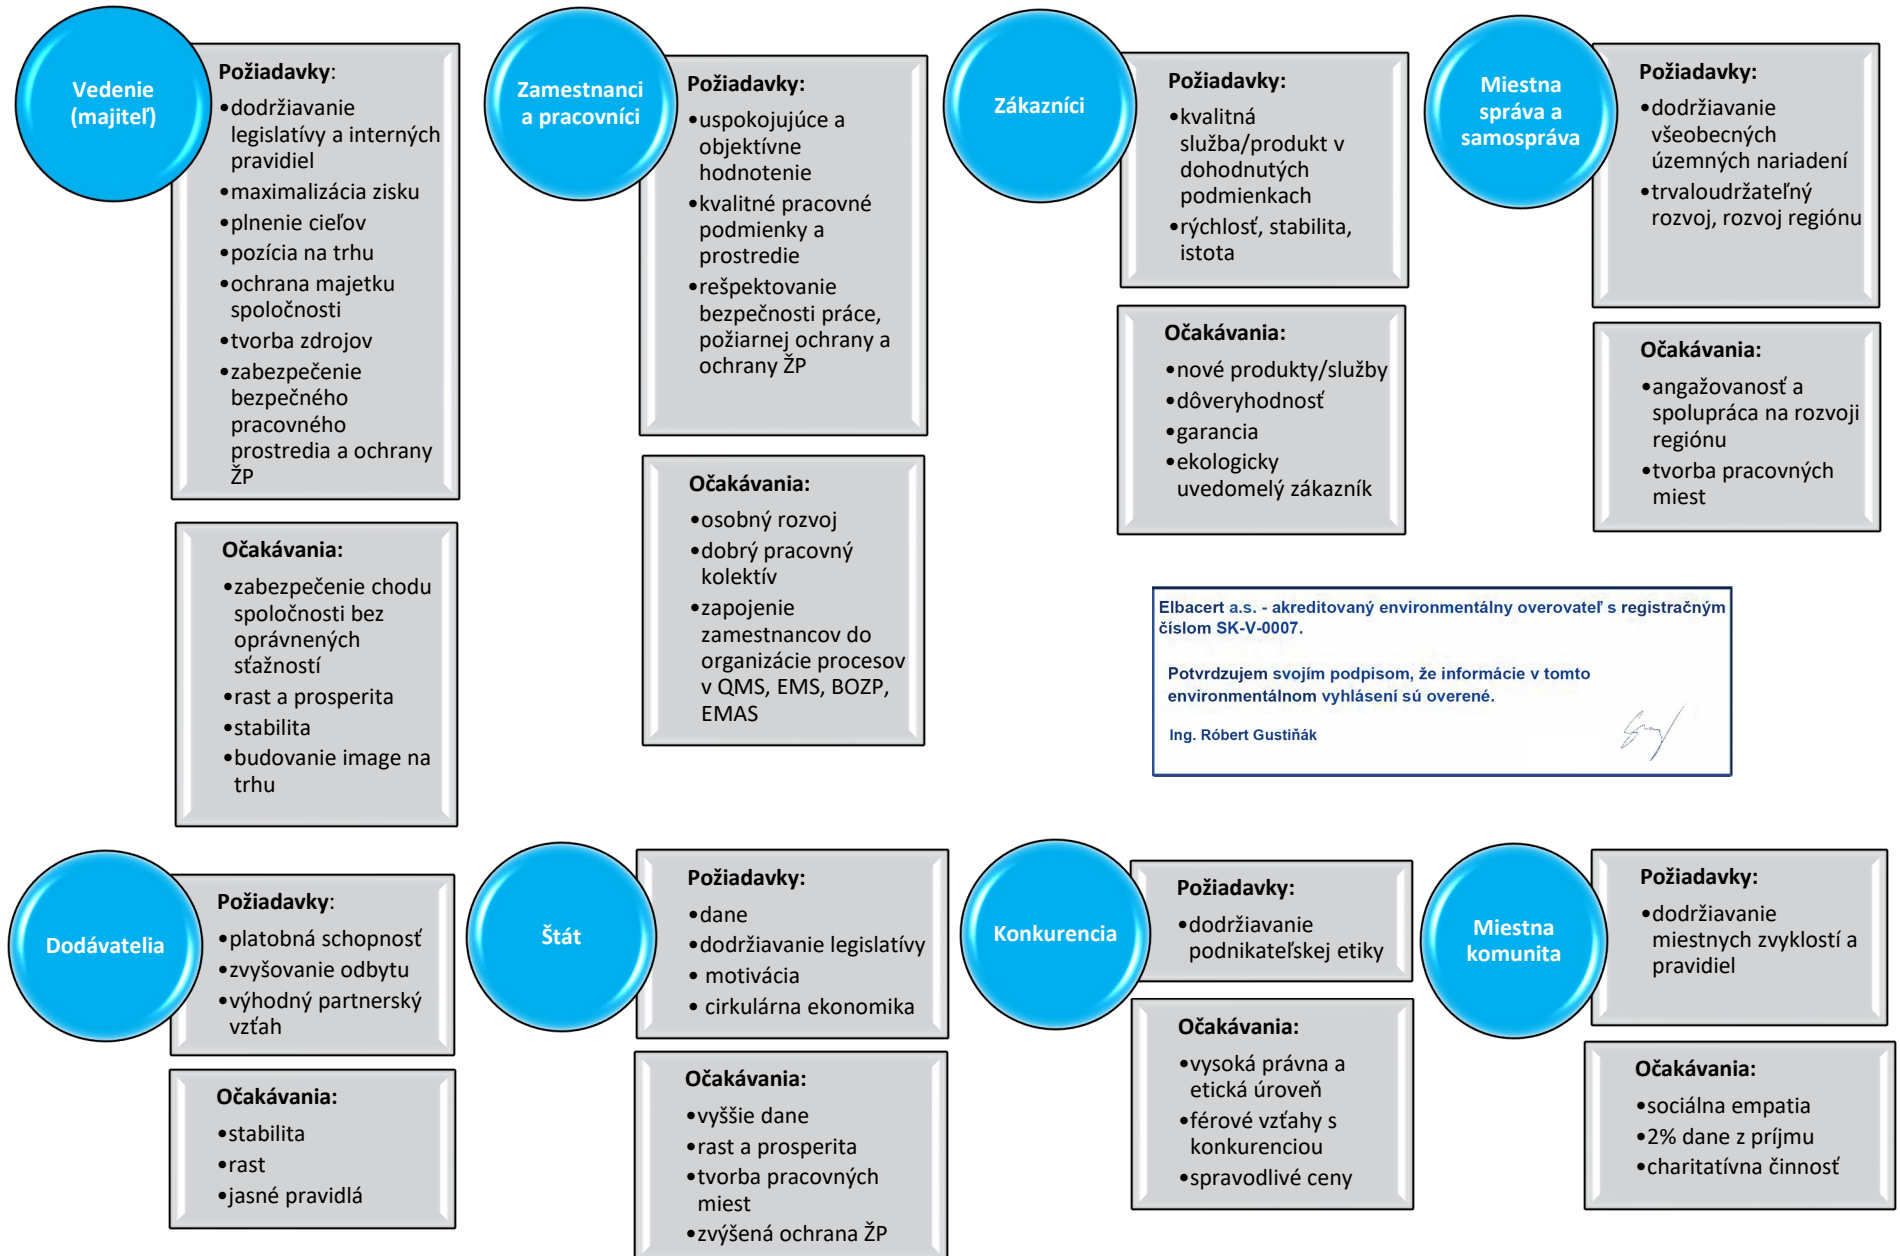 Vedenie
(majiteľ)
Požiadavky:
•dodržiavanie
legislatívy a interných
pravidiel
•maximalizácia zisku
•plnenie cieľov
•pozícia na trhu
•ochrana majetku
spoločnosti
•tvorba zdrojov
•zabezpečenie
bezpečného
pracovného
prostredia a ochrany
ŽP
Očakávania:
•zabezpečenie chodu
spoločnosti bez
oprávnených
sťažností
•rast a prosperita
•stabilita
•budovanie image na
trhu
Zamestnanci
a pracovníci
Požiadavky:
•uspokojujúce a
objektívne
hodnotenie
•kvalitné pracovné
podmienky a
prostredie
•rešpektovanie
bezpečnosti práce,
požiarnej ochrany a
ochrany ŽP
Očakávania:
•osobný rozvoj
•dobrý pracovný
kolektív
•zapojenie
zamestnancov do
organizácie procesov
v QMS, EMS, BOZP,
EMAS
Zákazníci
Požiadavky:
•kvalitná
služba/produkt v
dohodnutých
podmienkach
•rýchlosť, stabilita,
istota
Očakávania:
•nové produkty/služby
•dôveryhodnosť
•garancia
•ekologicky
uvedomelý zákazník
Miestna
správa a
samospráva
Požiadavky:
•dodržiavanie
všeobecných
územných nariadení
•trvaloudržateľný
rozvoj, rozvoj regiónu
Očakávania:
•angažovanosť a
spolupráca na rozvoji
regiónu
•tvorba pracovných
miest
Elbacert a.s. - akreditovaný environmentálny overovateľ s registračným
číslom SK-V-0007.
Potvrdzujem svojím podpisom, že informácie v tomto
environmentálnom vyhlásení sú overené.
Ing. Róbert Gustiňák
Dodávatelia
Požiadavky:
•platobná schopnosť
•zvyšovanie odbytu
•výhodný partnerský
vzťah
Očakávania:
•stabilita
•rast
•jasné pravidlá
Štát
Požiadavky:
•dane
•dodržiavanie legislatívy
• motivácia
• cirkulárna ekonomika
Očakávania:
•vyššie dane
•rast a prosperita
•tvorba pracovných
miest
•zvýšená ochrana ŽP
Konkurencia
Požiadavky:
•dodržiavanie
podnikateľskej etiky
Očakávania:
•vysoká právna a
etická úroveň
•férové vzťahy s
konkurenciou
•spravodlivé ceny
Miestna
komunita
Požiadavky:
•dodržiavanie
miestnych zvyklostí a
pravidiel
Očakávania:
•sociálna empatia
•2% dane z príjmu
•charitatívna činnosť